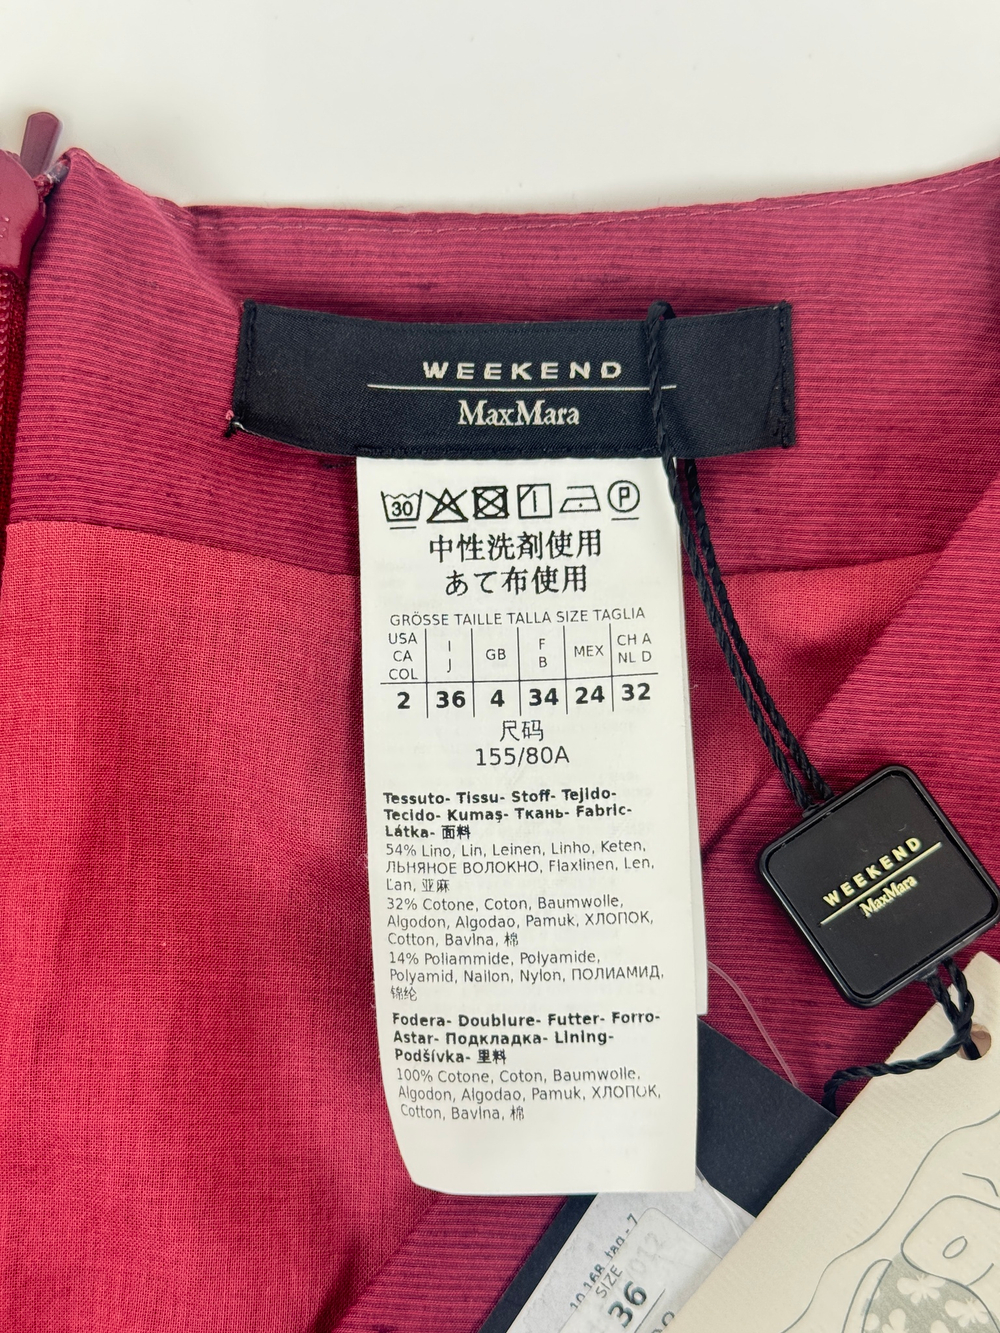 WEEKEND
MaxMara
30
P
中性洗剤使用
あて布使用
GRÖSSE TAILLE TALLA SIZE TAGLIA
USA CA COL
I J
GB
F B
MEX
CH A NL D
2 36 4 34 24 32
尺码
155/80A
Tessuto- Tissu- Stoff- Tejido-
Tecido- Kumaş- Ткань- Fabric-
Látka- 面料
54% Lino, Lin, Leinen, Linho, Keten,
ЛЬНЯНОЕ ВОЛОКНО, Flaxlinen, Len,
Ľan, 亚麻
32% Cotone, Coton, Baumwolle,
Algodon, Algodao, Pamuk, ХЛОПОК,
Cotton, Bavlna, 棉
14% Poliammide, Polyamide,
Polyamid, Nailon, Nylon, ПОЛИАМИД,
锦纶
Fodera- Doublure- Futter- Forro-
Astar- Подкладка- Lining-
Podšívka- 里料
100% Cotone, Coton, Baumwolle,
Algodon, Algodao, Pamuk, ХЛОПОК,
Cotton, Bavlna, 棉
WEEKEND
MaxMara
SIZE
36